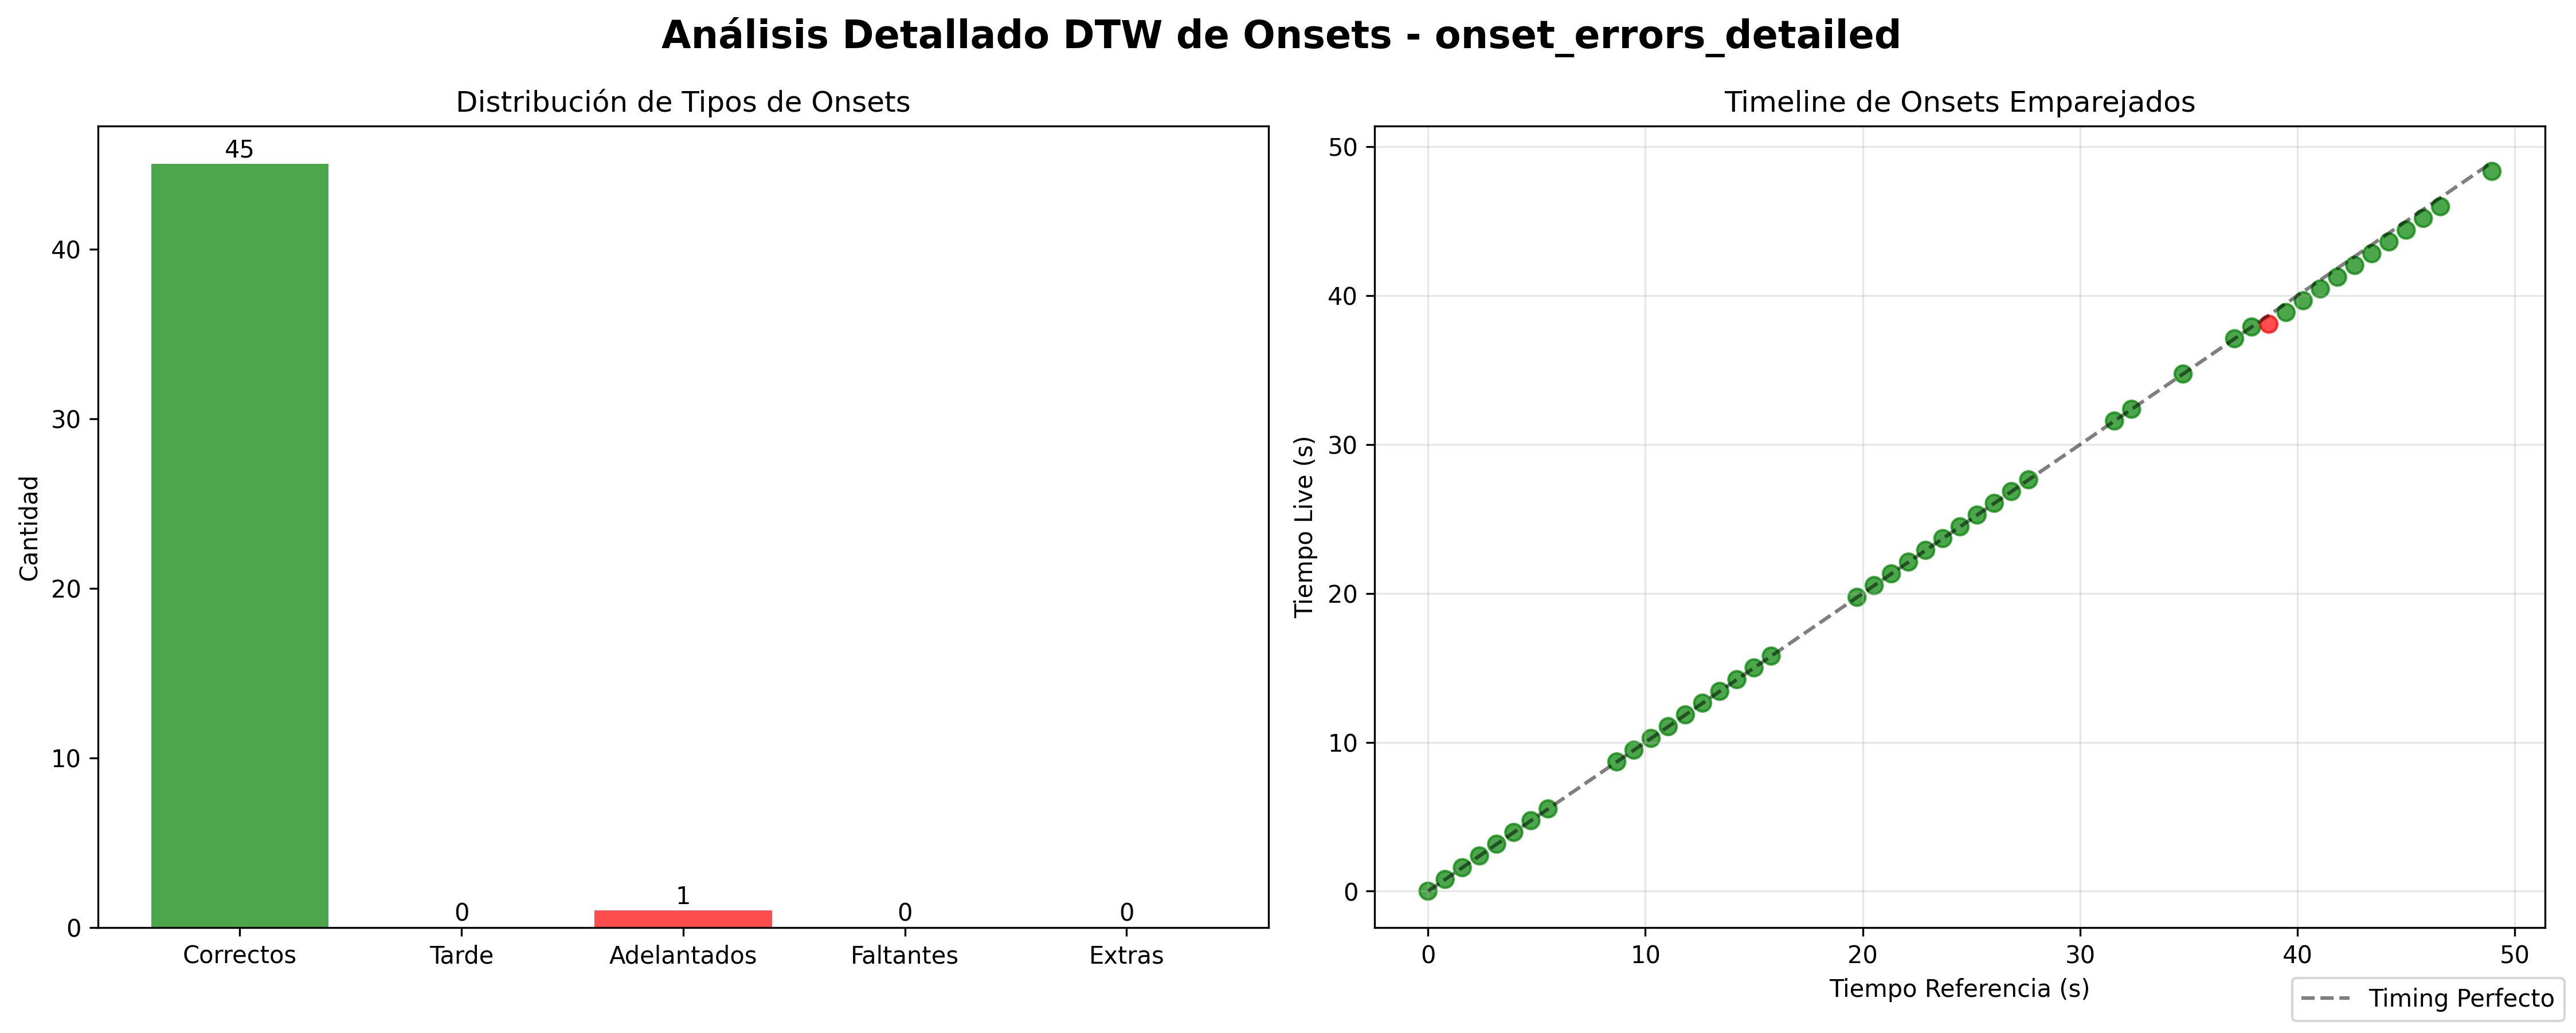 Análisis Detallado DTW de Onsets - onset_errors_detailed
Distribución de Tipos de Onsets
Cantidad
0
10
20
30
40
45
0
1
0
0
Correctos
Tarde
Adelantados
Faltantes
Extras
Timeline de Onsets Emparejados
Tiempo Live (s)
50
40
30
20
10
0
0
10
20
30
40
50
Tiempo Referencia (s)
Timing Perfecto